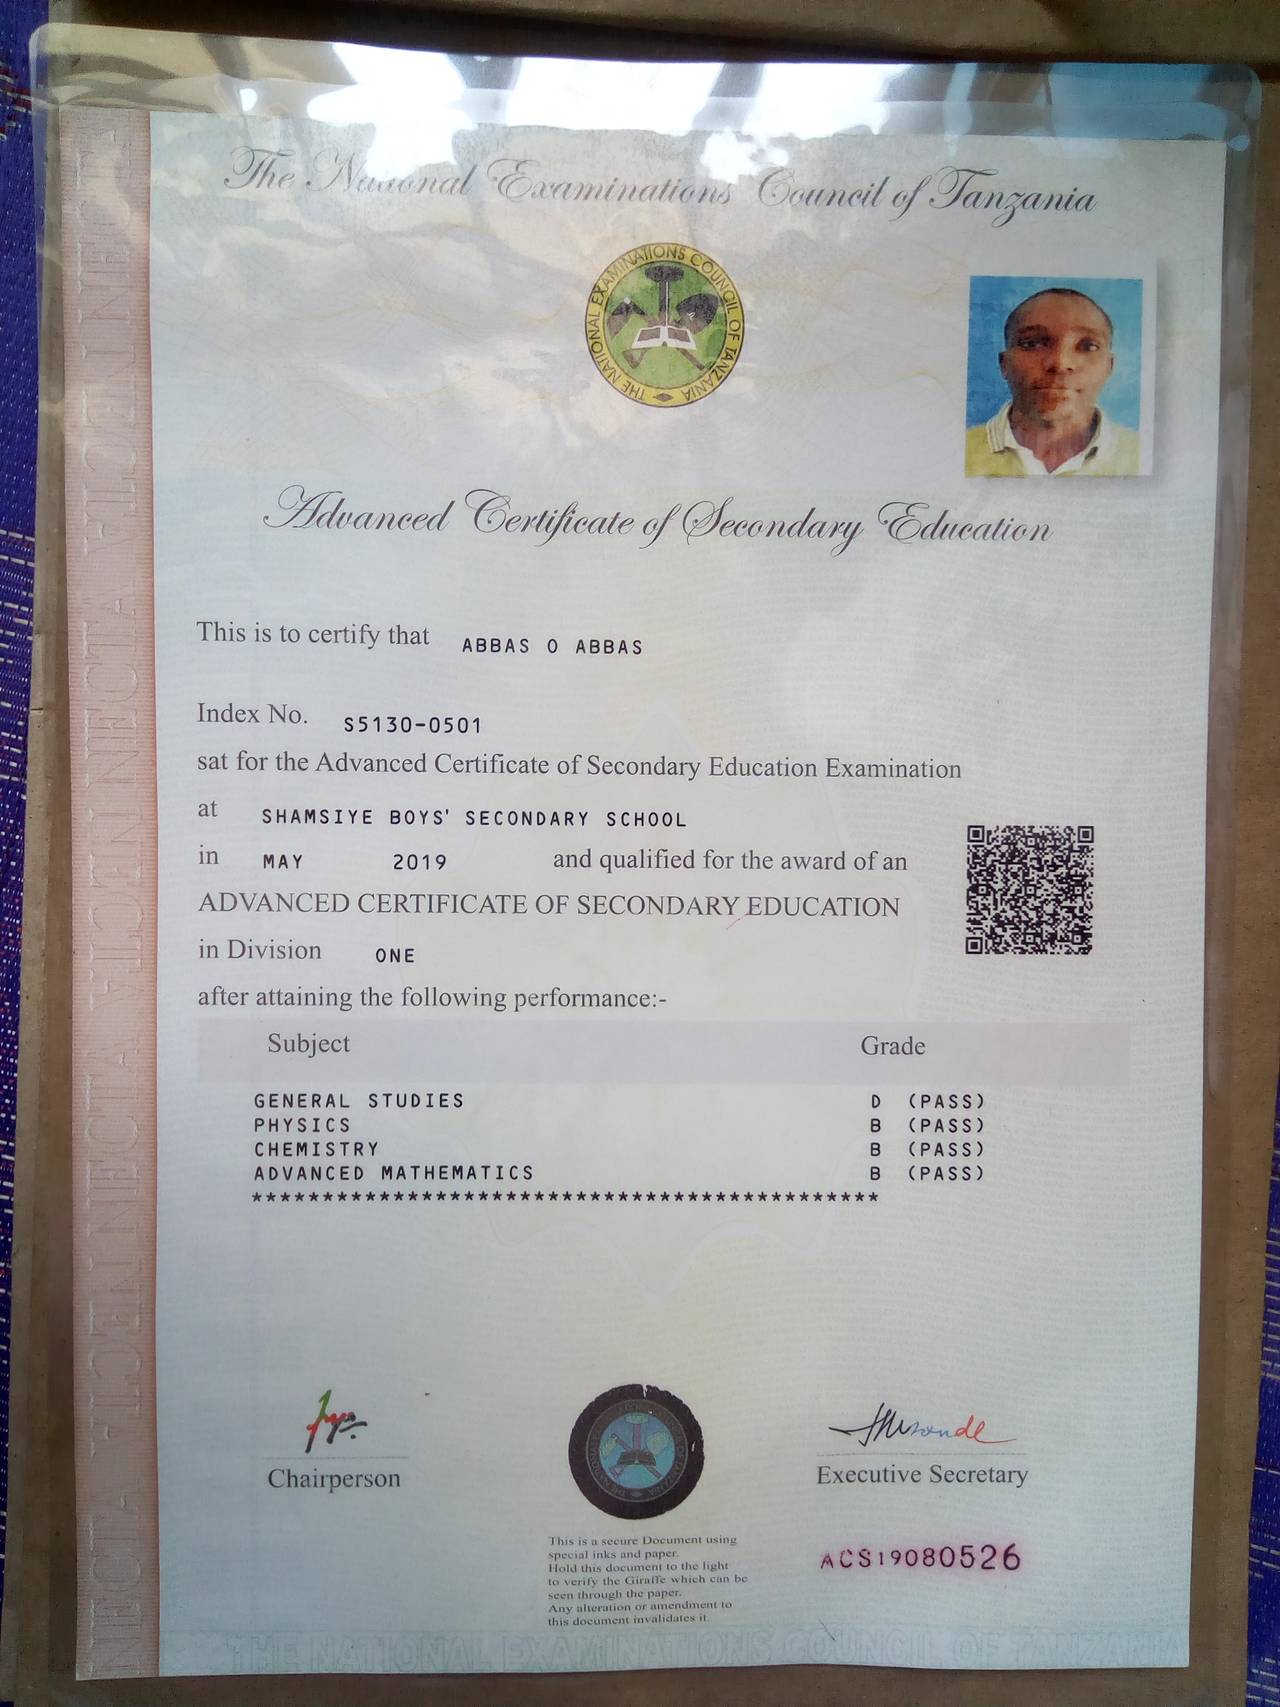 The National Examinations Council of Tanzania
THE NATIONAL EXAMINATIONS COUNCIL OF TANZANIA
Advanced Certificate of Secondary Education
This is to certify that ABBAS O ABBAS
Index No. S5130-0501
sat for the Advanced Certificate of Secondary Education Examination
at SHAMSIYE BOYS' SECONDARY SCHOOL
in MAY 2019 and qualified for the award of an
ADVANCED CERTIFICATE OF SECONDARY EDUCATION
in Division ONE
after attaining the following performance:-
Subject Grade
GENERAL STUDIES D (PASS)
PHYSICS B (PASS)
CHEMISTRY B (PASS)
ADVANCED MATHEMATICS B (PASS)
*********************************************
Chairperson
Executive Secretary
This is a secure Document using
special inks and paper.
Hold this document to the light
to verify the Giraffe which can be
seen through the paper.
Any alteration or amendment to
this document invalidates it.
ACS19080526
THE NATIONAL EXAMINATIONS COUNCIL OF TANZANIA